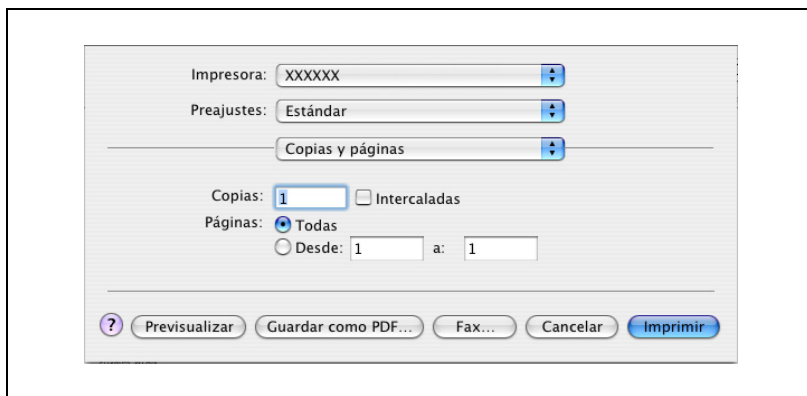 Impresora: XXXXXX
Preajustes: Estándar
Copias y páginas
Copias: 1 Intercaladas
Páginas: Todas
Desde: 1 a: 1
? Previsualizar Guardar como PDF... Fax... Cancelar Imprimir